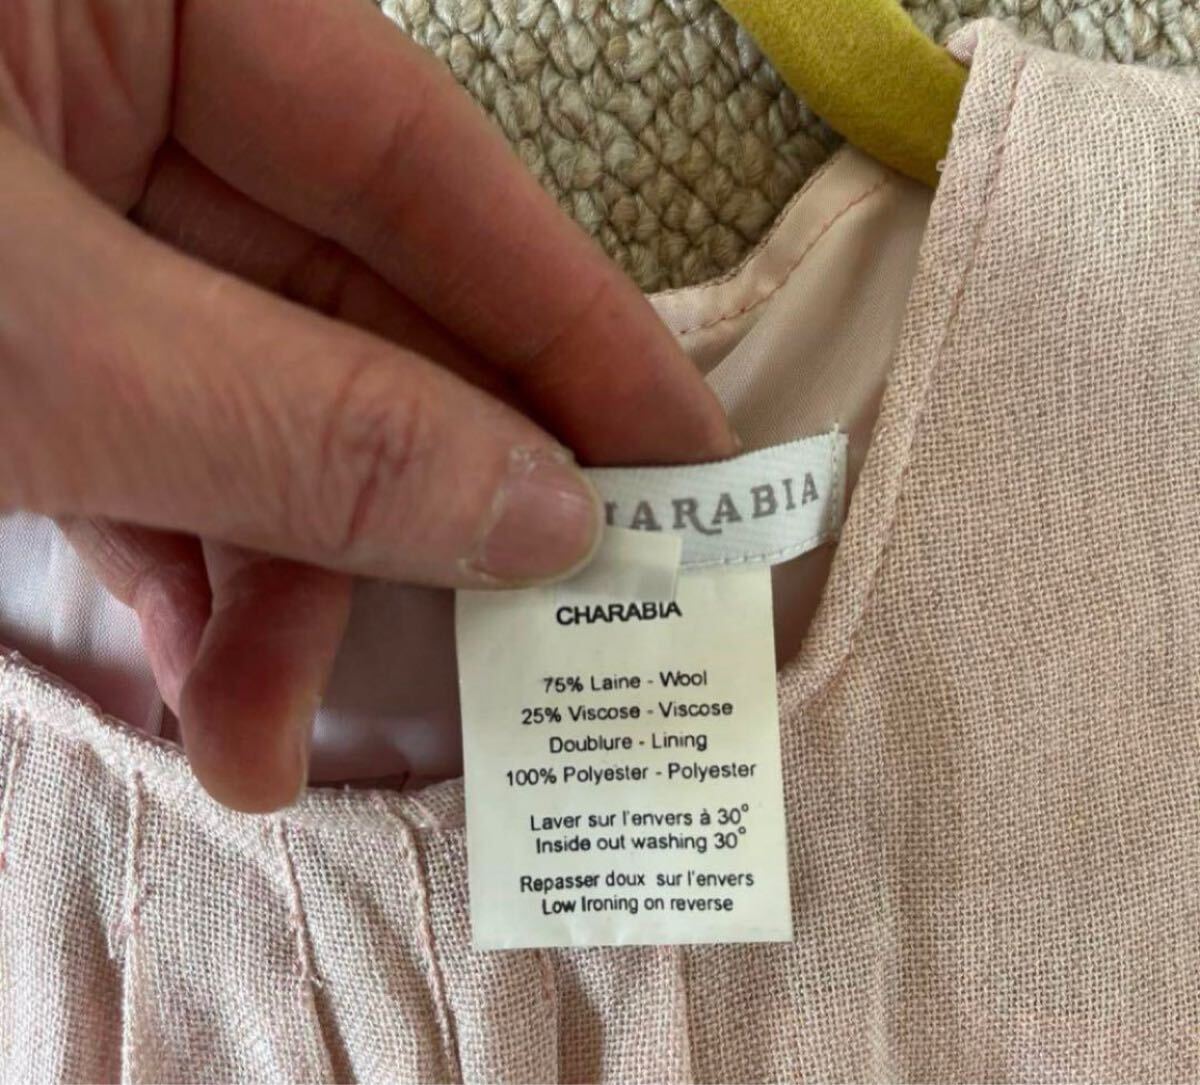 HARABIA
CHARABIA
75% Laine - Wool
25% Viscose - Viscose
Doublure - Lining
100% Polyester - Polyester
Laver sur l'envers à 30°
Inside out washing 30°
Repasser doux sur l'envers
Low Ironing on reverse